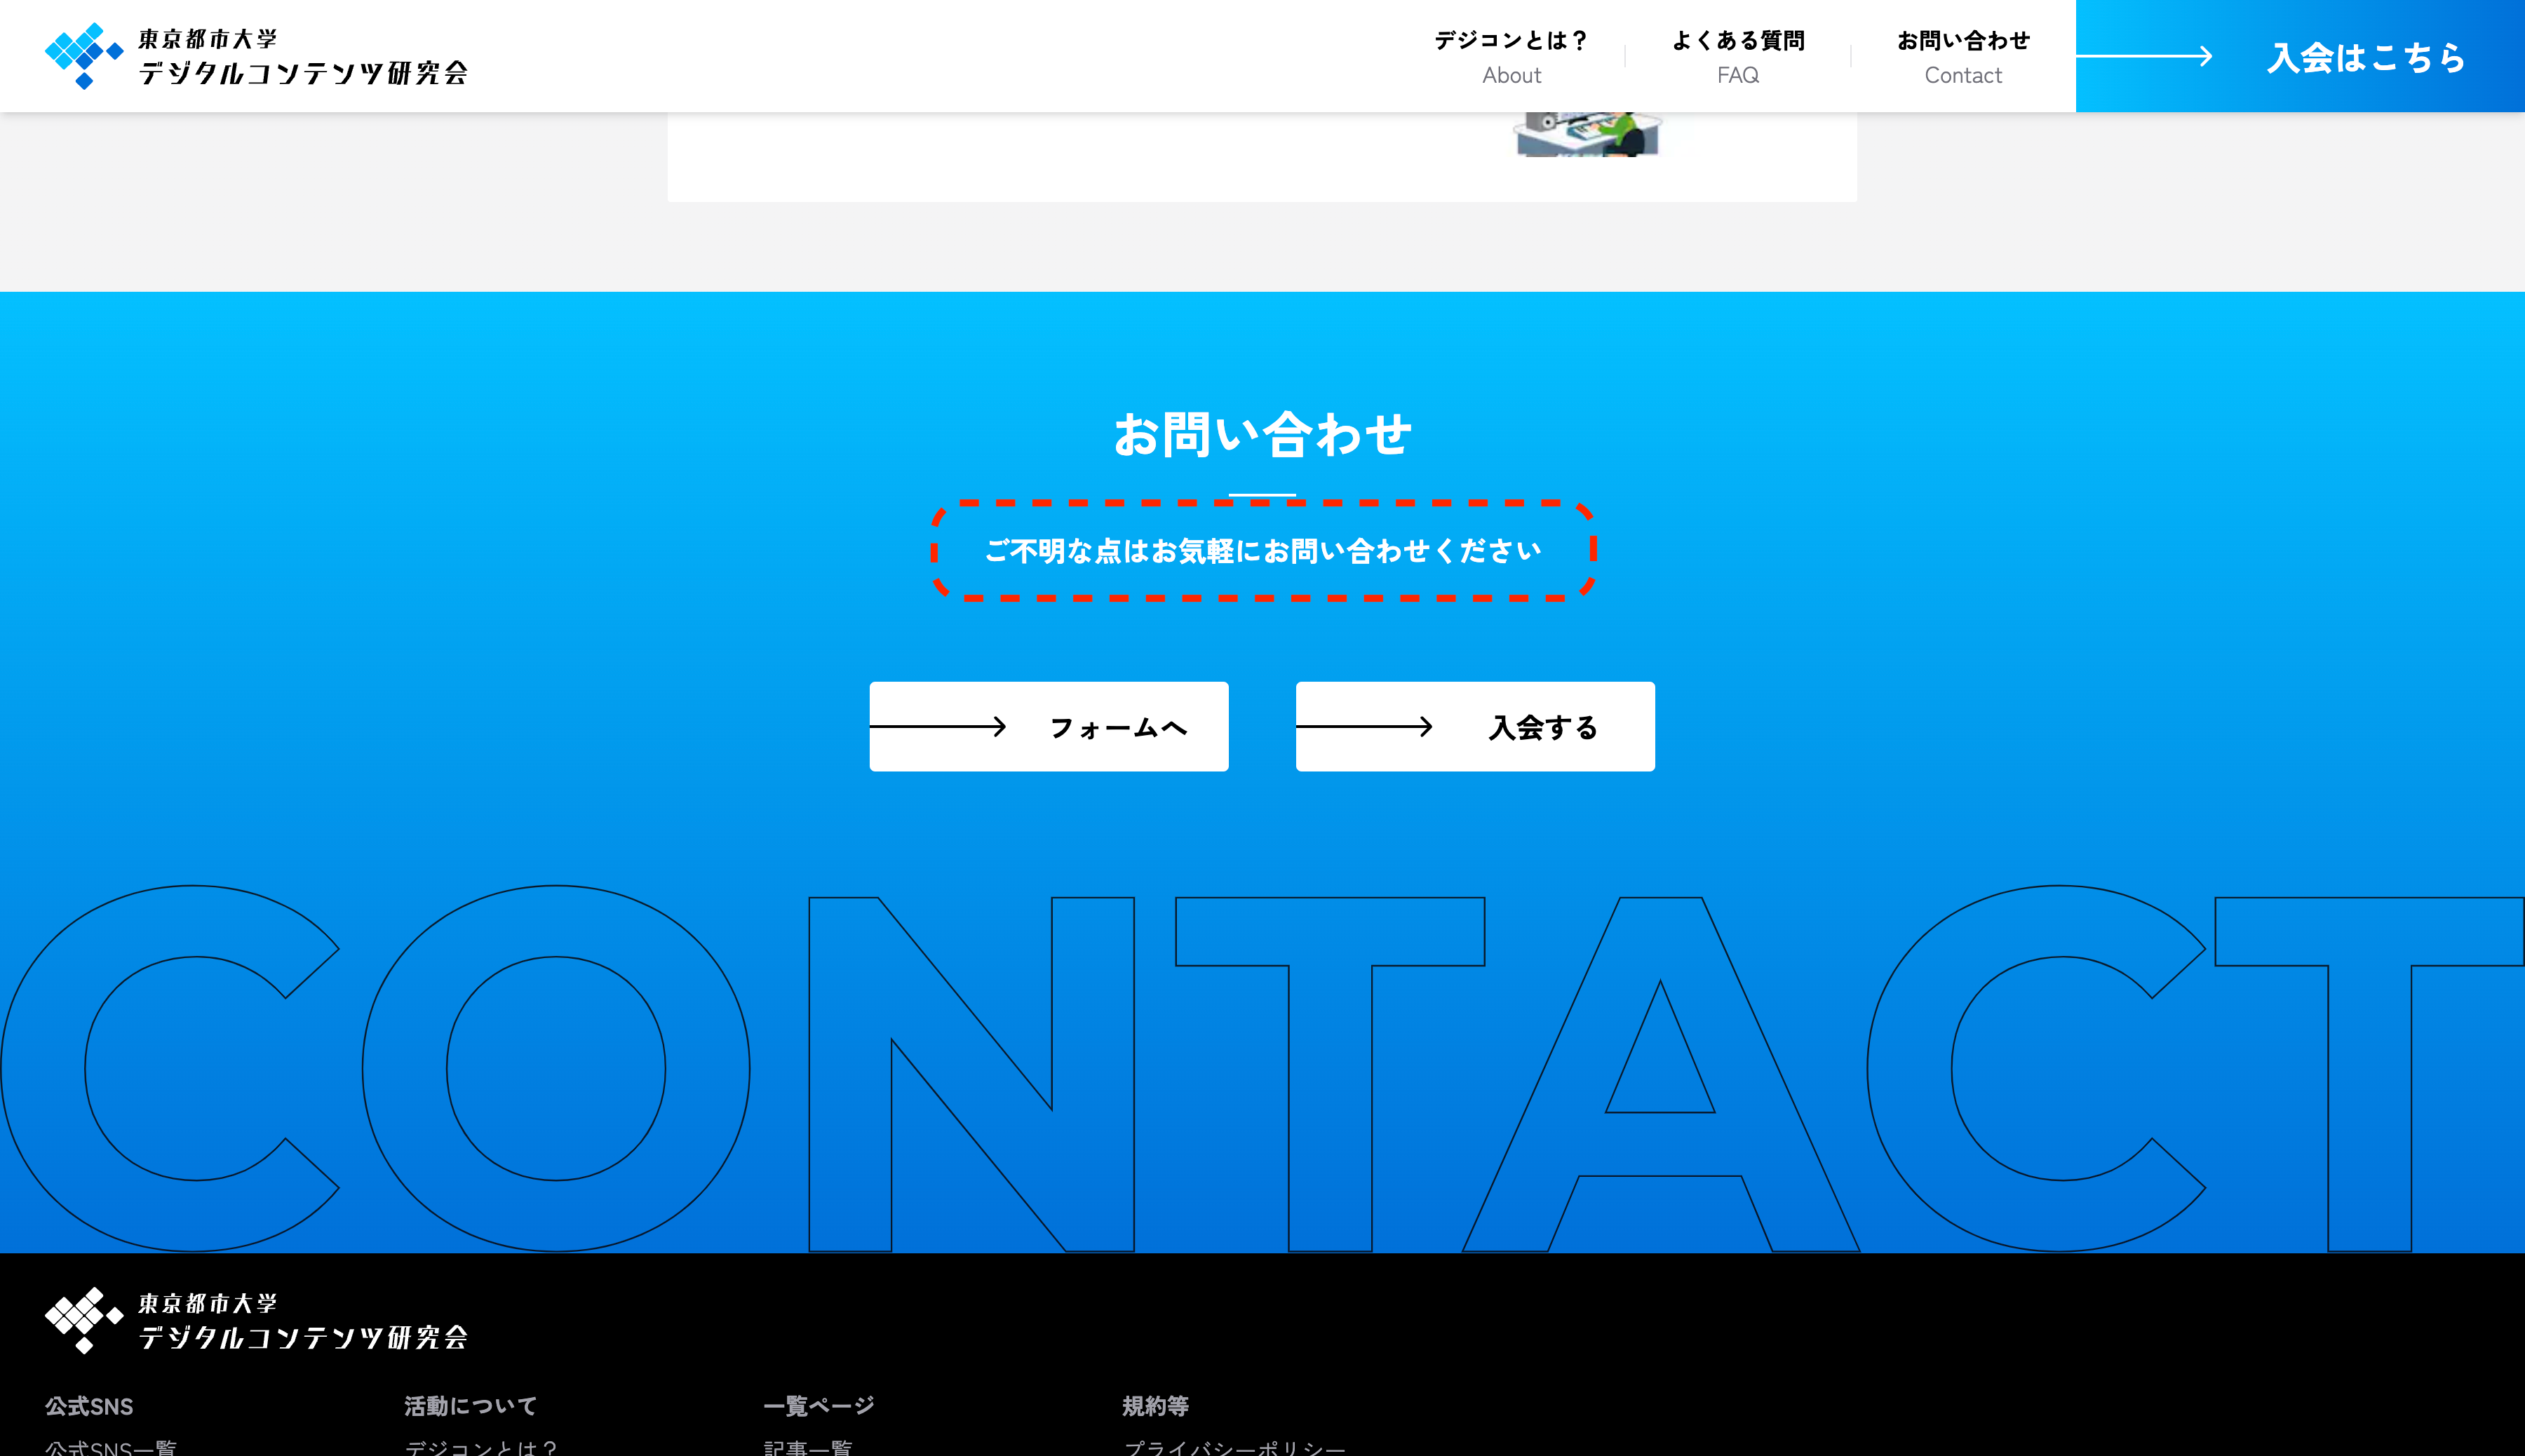 東京都市大学
デジタルコンテンツ研究会
デジコンとは？
About
よくある質問
FAQ
お問い合わせ
Contact
入会はこちら
お問い合わせ
ご不明な点はお気軽にお問い合わせください
フォームへ
入会する
CONTACT
東京都市大学
デジタルコンテンツ研究会
公式SNS
活動について
一覧ページ
規約等
公式SNS一覧
デジコンとは？
記事一覧
プライバシーポリシー